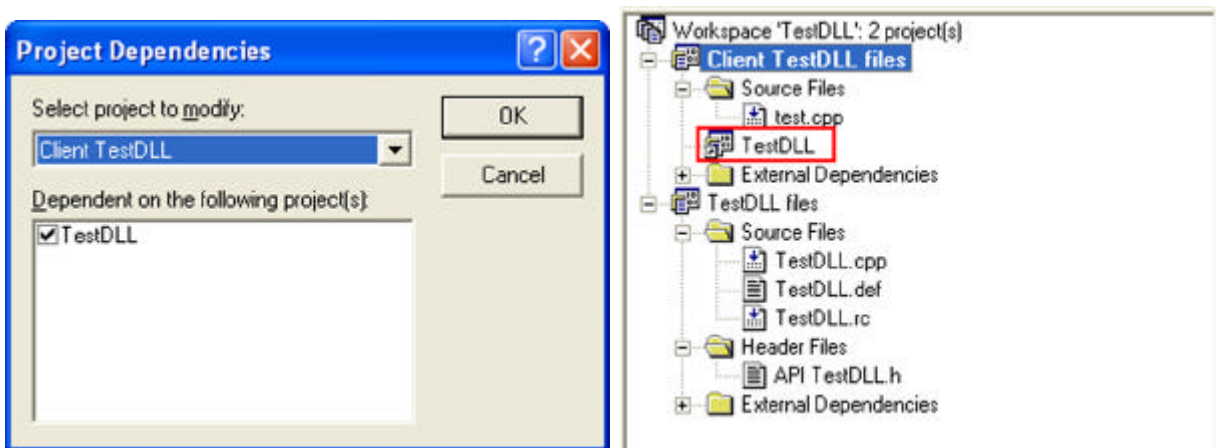 Project Dependencies
Select project to modify:
OK
Client TestDLL
Cancel
Dependent on the following project(s):
TestDLL
Workspace 'TestDLL': 2 project(s)
Client TestDLL files
Source Files
test.cpp
TestDLL
External Dependencies
TestDLL files
Source Files
TestDLL.cpp
TestDLL.def
TestDLL.rc
Header Files
API TestDLL.h
External Dependencies